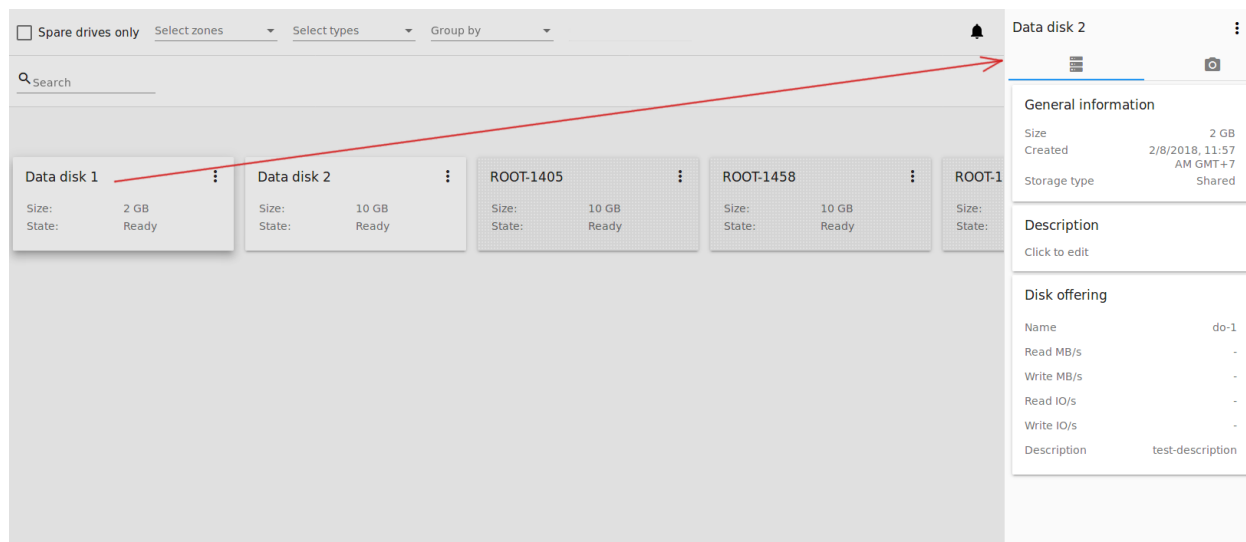 Spare drives only
Select zones
Select types
Group by
Search
Data disk 1
Size: 2 GB
State: Ready
Data disk 2
Size: 10 GB
State: Ready
ROOT-1405
Size: 10 GB
State: Ready
ROOT-1458
Size: 10 GB
State: Ready
ROOT-1
Size:
State:
Data disk 2
General information
Size 2 GB
Created 2/8/2018, 11:57
AM GMT+7
Storage type Shared
Description
Click to edit
Disk offering
Name do-1
Read MB/s -
Write MB/s -
Read IO/s -
Write IO/s -
Description test-description